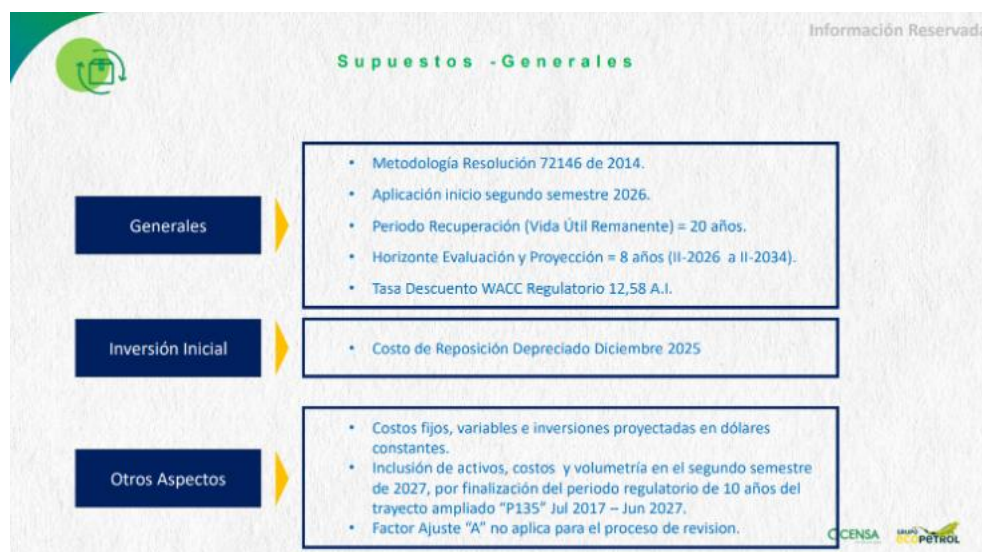 Información Reservada
Supuestos -Generales
Generales
• Metodología Resolución 72146 de 2014.
• Aplicación inicio segundo semestre 2026.
• Periodo Recuperación (Vida Útil Remanente) = 20 años.
• Horizonte Evaluación y Proyección = 8 años (II-2026 a II-2034).
• Tasa Descuento WACC Regulatorio 12,58 A.I.
Inversión Inicial
• Costo de Reposición Depreciado Diciembre 2025
Otros Aspectos
• Costos fijos, variables e inversiones proyectadas en dólares
constantes.
• Inclusión de activos, costos y volumetría en el segundo semestre
de 2027, por finalización del periodo regulatorio de 10 años del
trayecto ampliado "P135" Jul 2017 – Jun 2027.
• Factor Ajuste "A" no aplica para el proceso de revision.
OCENSA
GRUPO
ECOPETROL